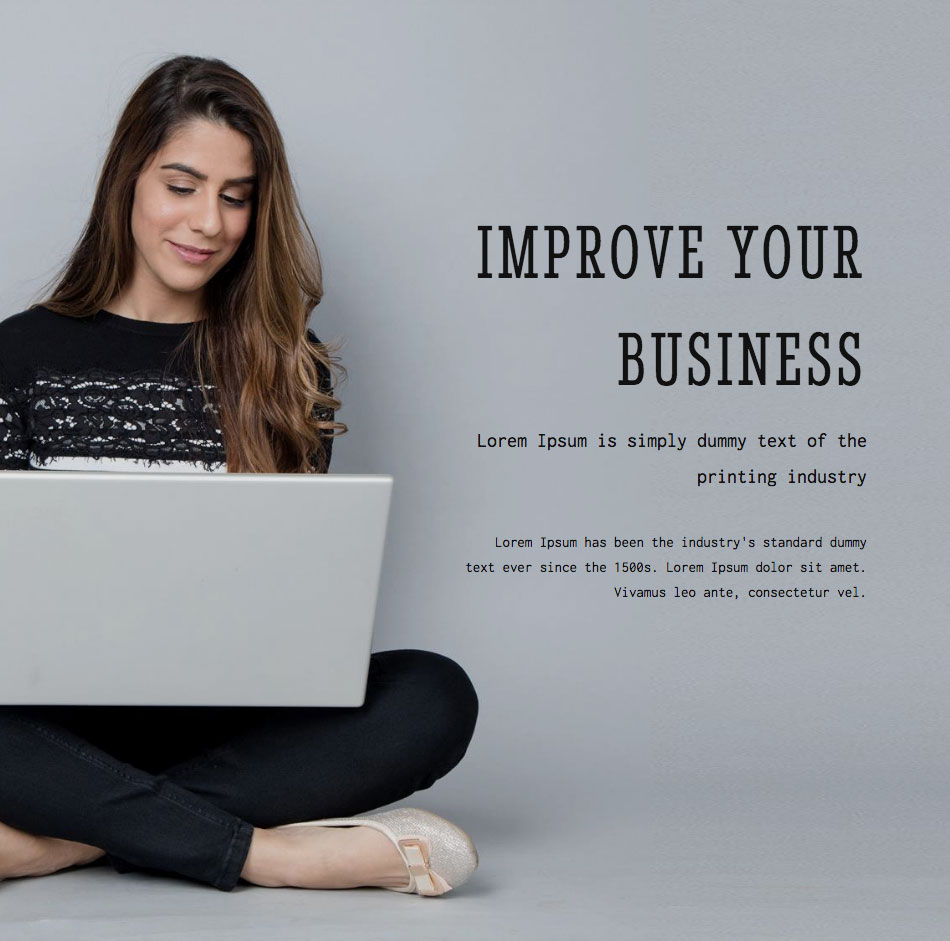 IMPROVE YOUR
BUSINESS
Lorem Ipsum is simply dummy text of the
printing industry
Lorem Ipsum has been the industry's standard dummy
text ever since the 1500s. Lorem Ipsum dolor sit amet.
Vivamus leo ante, consectetur vel.